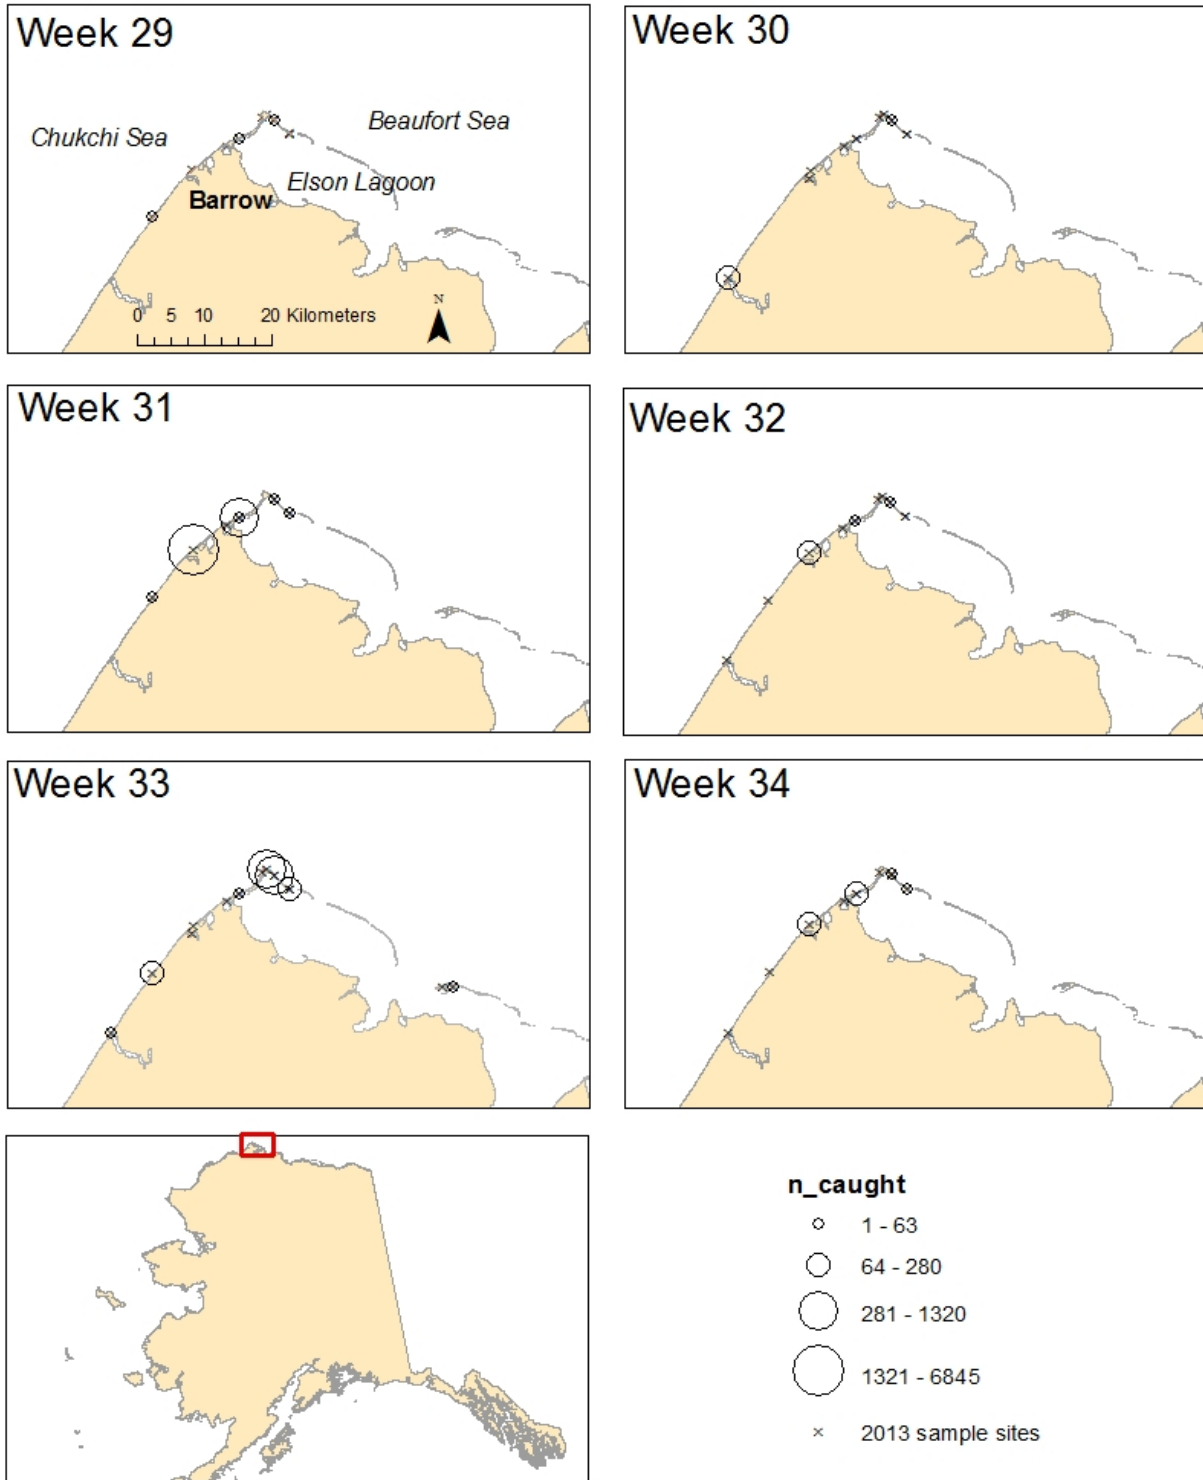 Week 29
Chukchi Sea
Beaufort Sea
Elson Lagoon
Barrow
0 5 10 20 Kilometers
N
Week 30
Week 31
Week 32
Week 33
Week 34
n_caught
1 - 63
64 - 280
281 - 1320
1321 - 6845
2013 sample sites